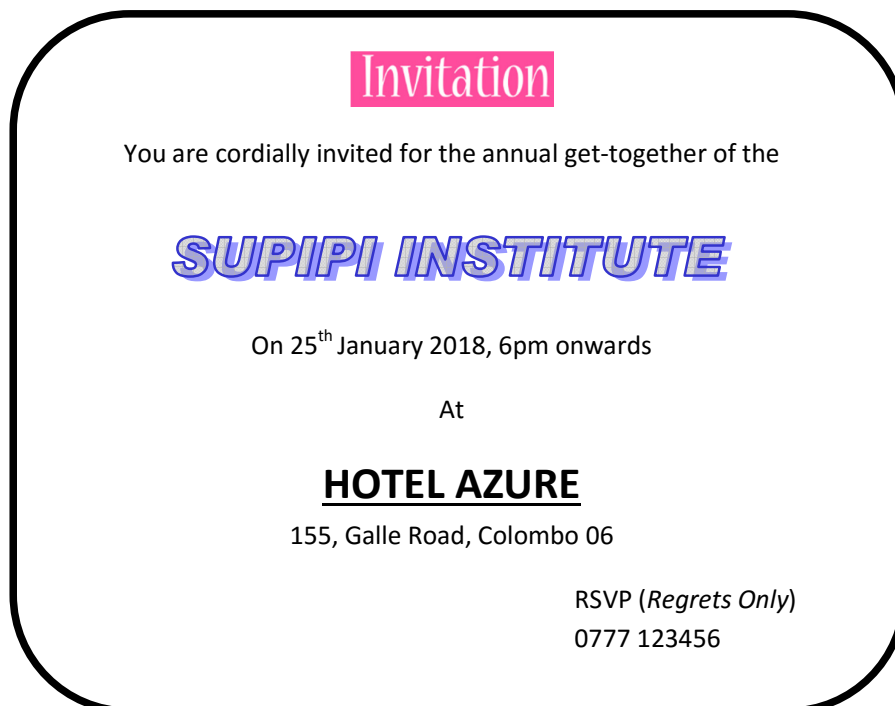 Invitation
You are cordially invited for the annual get-together of the
SUPIPI INSTITUTE
On 25th January 2018, 6pm onwards
At
HOTEL AZURE
155, Galle Road, Colombo 06
RSVP (Regrets Only)
0777 123456